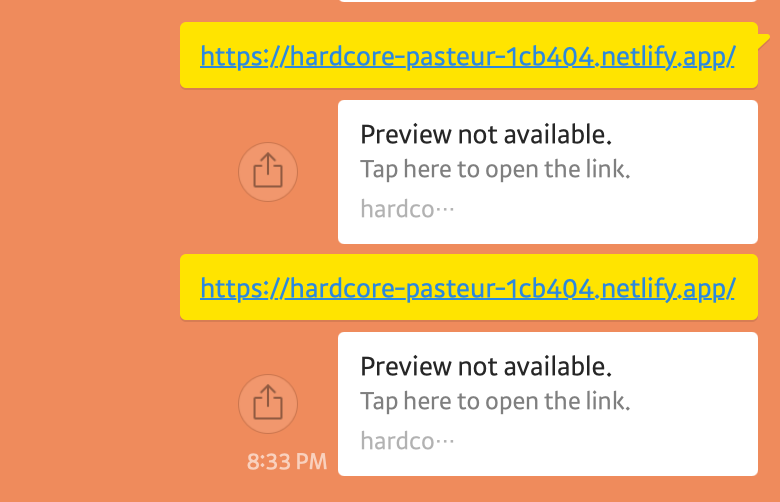 https://hardcore-pasteur-1cb404.netlify.app/
Preview not available.
Tap here to open the link.
hardco…
https://hardcore-pasteur-1cb404.netlify.app/
Preview not available.
Tap here to open the link.
hardco…
8:33 PM